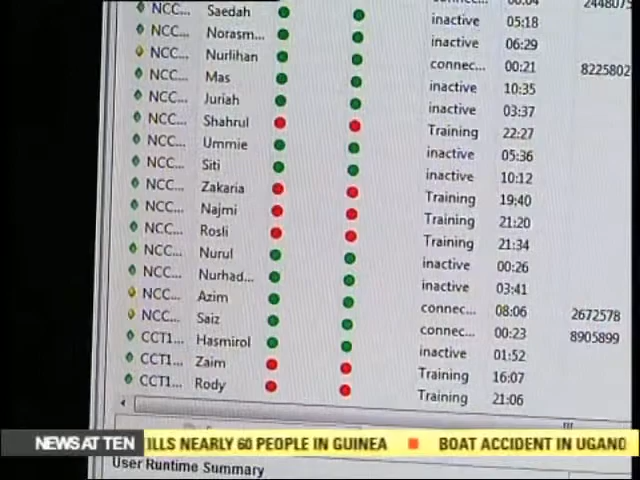 NCC... Saedah 2448075
NCC... Norasm... inactive 05:18
NCC... Nurlihan inactive 06:29
NCC... Mas connec... 00:21 8225802
NCC... Juriah inactive 10:35
NCC... Shahrul inactive 03:37
NCC... Ummie Training 22:27
NCC... Siti inactive 05:36
NCC... Zakaria inactive 10:12
NCC... Najmi Training 19:40
NCC... Rosli Training 21:20
NCC... Nurul Training 21:34
NCC... Nurhad... inactive 00:26
NCC... Azim inactive 03:41
NCC... Saiz connec... 08:06 2672578
CCT1... Hasmirol connec... 00:23 8905899
CCT1... Zaim inactive 01:52
CCT1... Rody Training 16:07
Training 21:06
NEWS AT TEN ILLS NEARLY 60 PEOPLE IN GUINEA BOAT ACCIDENT IN UGAND
User Runtime Summary